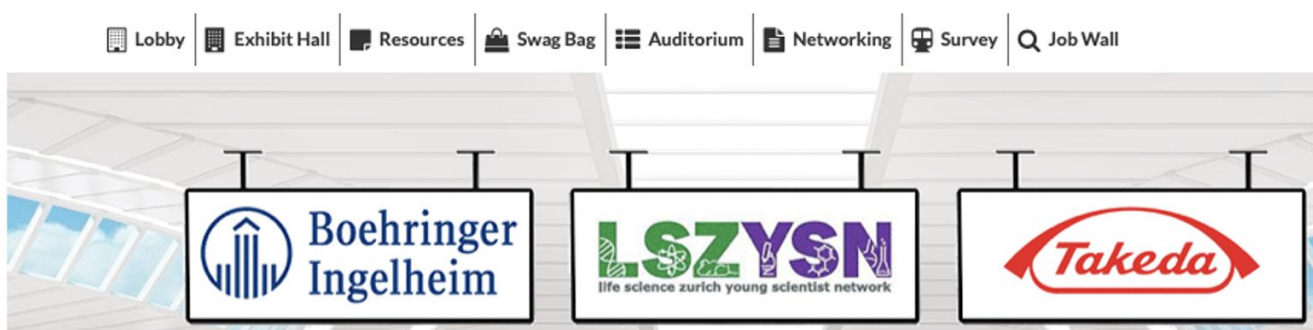 Lobby
Exhibit Hall
Resources
Swag Bag
Auditorium
Networking
Survey
Job Wall
Boehringer
Ingelheim
LSZYSN
life science zurich young scientist network
Takeda